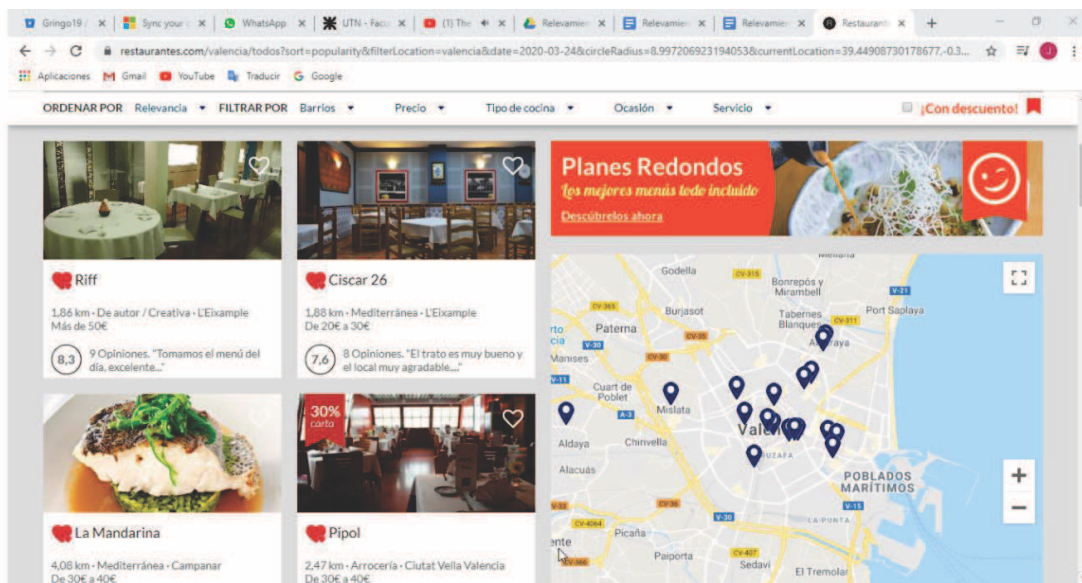 Gringo19 /
Sync your
WhatsApp
UTN - Facu
(1) The
Relevamien
Relevamien
Relevamien
Restaurante
restaurantes.com/valencia/todos?sort=popularity&filterLocation=valencia&date=2020-03-24&circleRadius=8.997206923194053&currentLocation=39.44908730178677,-0.3...
Aplicaciones Gmail YouTube Traducir Google
ORDENAR POR Relevancia FILTRAR POR Barrios Precio Tipo de cocina Ocasión Servicio ¡Con descuento!
Riff
1,86 km · De autor / Creativa · L'Eixample
Más de 50€
8,3
9 Opiniones. "Tomamos el menú del
día, excelente..."
Ciscar 26
1,88 km · Mediterránea · L'Eixample
De 20€ a 30€
7,6
8 Opiniones. "El trato es muy bueno y
el local muy agradable...."
La Mandarina
4,08 km · Mediterránea · Campanar
De 30€ a 40€
30%
carta
Pipol
2,47 km · Arrocería · Ciutat Vella Valencia
De 30€ a 40€
Planes Redondos
Los mejores menús todo incluido
Descúbrelos ahora
Godella
CV-315
Bonrepós y
Mirambell
V-21
CV-365
Burjasot
Tabernes
Blanques
CV-311
Port Saplaya
Paterna
CV-35
V-30
Manises
CV-30
V-11
Cuart de
Poblet
A-3
Mislata
Aldaya
Chirivella
Alacuás
POBLADOS
MARÍTIMOS
V-15
V-30
CV-36
LA PUNTA
CV-4064
Picaña
CV-366
Paiporta
CV-407
Sedaví
El Tremolar